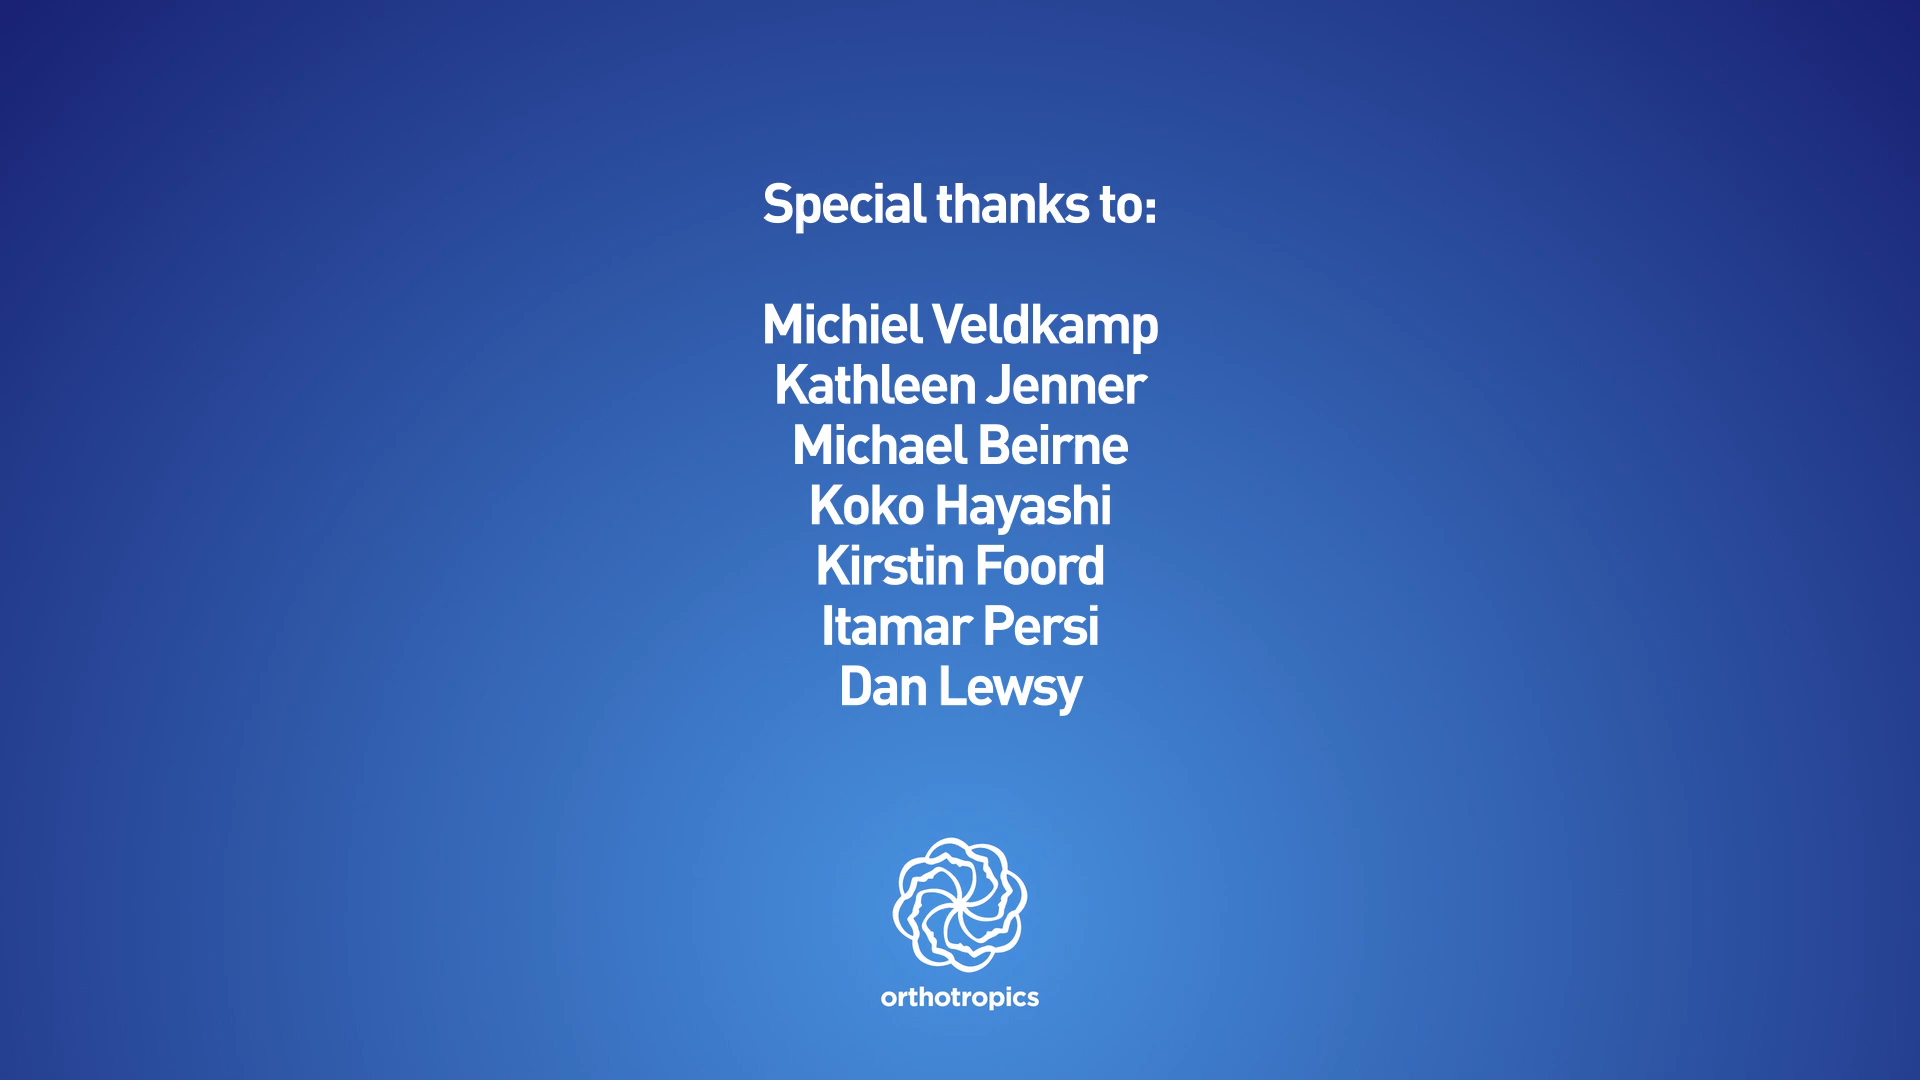 Special thanks to:
Michiel Veldkamp
Kathleen Jenner
Michael Beirne
Koko Hayashi
Kirstin Foord
Itamar Persi
Dan Lewsy
orthotropics